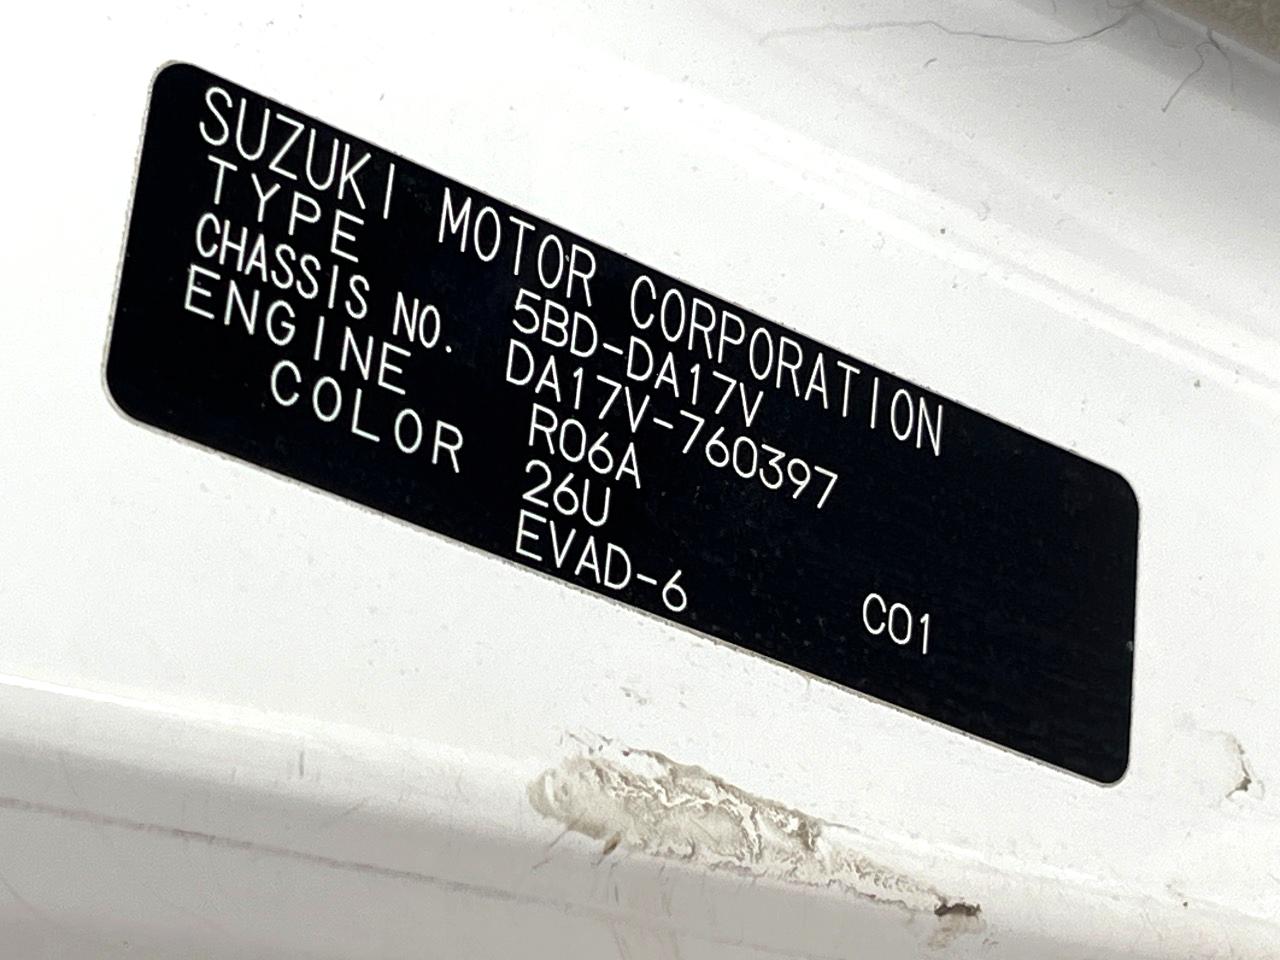 SUZUKI MOTOR CORPORATION
TYPE 5BD-DA17V
CHASSIS NO. DA17V-760397
ENGINE R06A
COLOR 26U
EVAD-6 C01